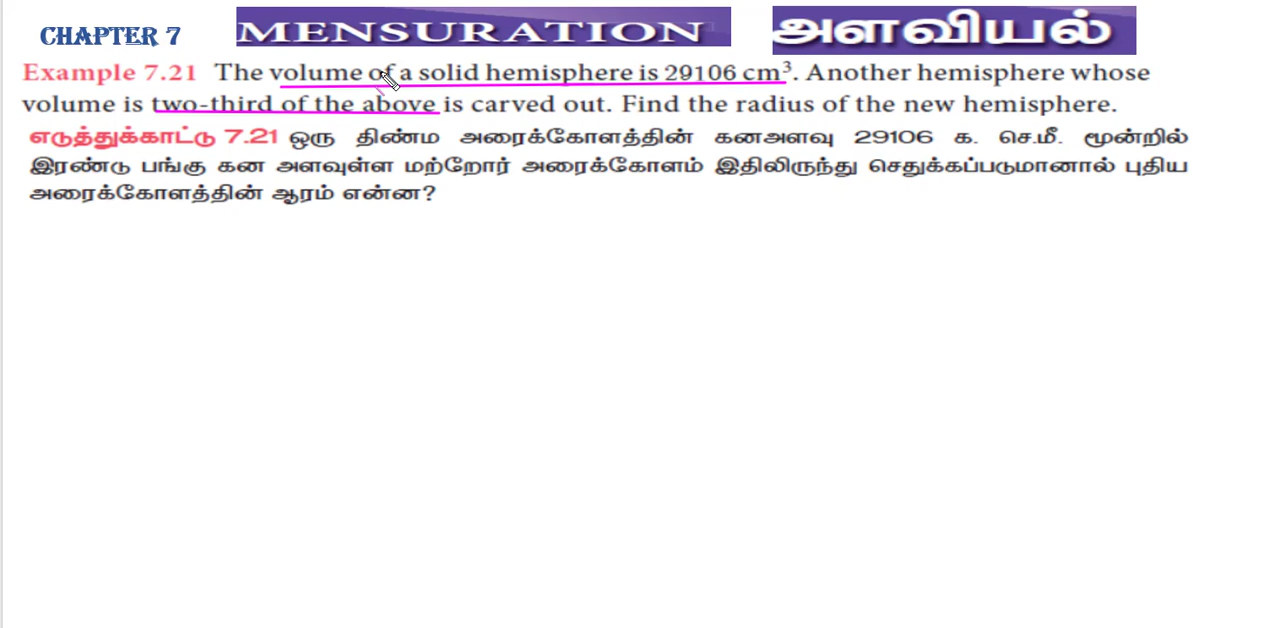 CHAPTER 7 MENSURATION அளவியல்
Example 7.21 The volume of a solid hemisphere is 29106 cm³. Another hemisphere whose
volume is two-third of the above is carved out. Find the radius of the new hemisphere.
எடுத்துக்காட்டு 7.21 ஒரு திண்ம அரைக்கோளத்தின் கனஅளவு 29106 க. செ.மீ. மூன்றில்
இரண்டு பங்கு கன அளவுள்ள மற்றோர் அரைக்கோளம் இதிலிருந்து செதுக்கப்படுமானால் புதிய
அரைக்கோளத்தின் ஆரம் என்ன?